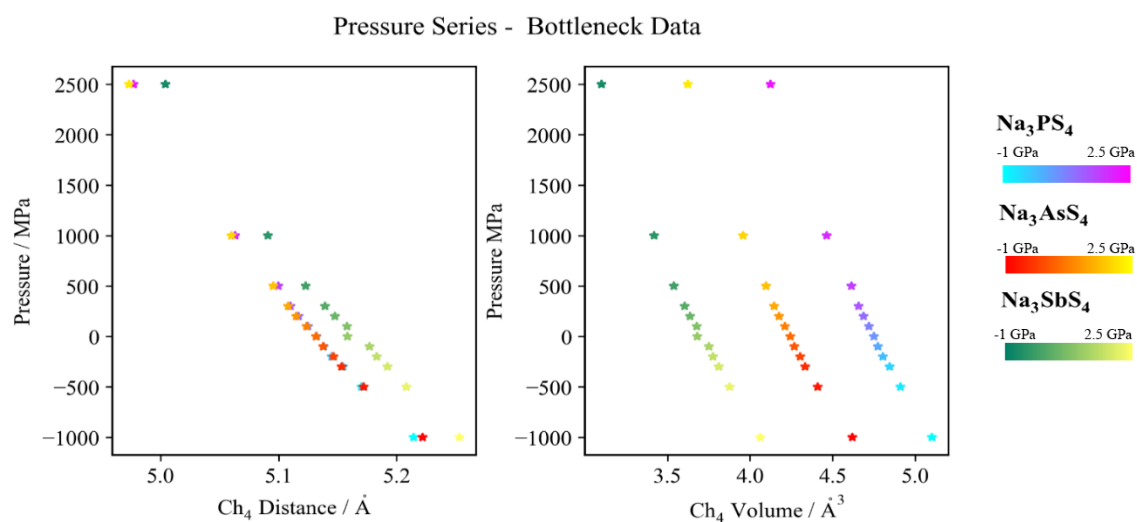 Pressure Series -  Bottleneck Data
Pressure / MPa
2500
2000
1500
1000
500
0
−500
−1000
5.0 5.1 5.2
Ch₄ Distance / Å
Pressure MPa
2500
2000
1500
1000
500
0
−500
−1000
3.5 4.0 4.5 5.0
Ch₄ Volume / Å³
Na₃PS₄
-1 GPa 2.5 GPa
Na₃AsS₄
-1 GPa 2.5 GPa
Na₃SbS₄
-1 GPa 2.5 GPa